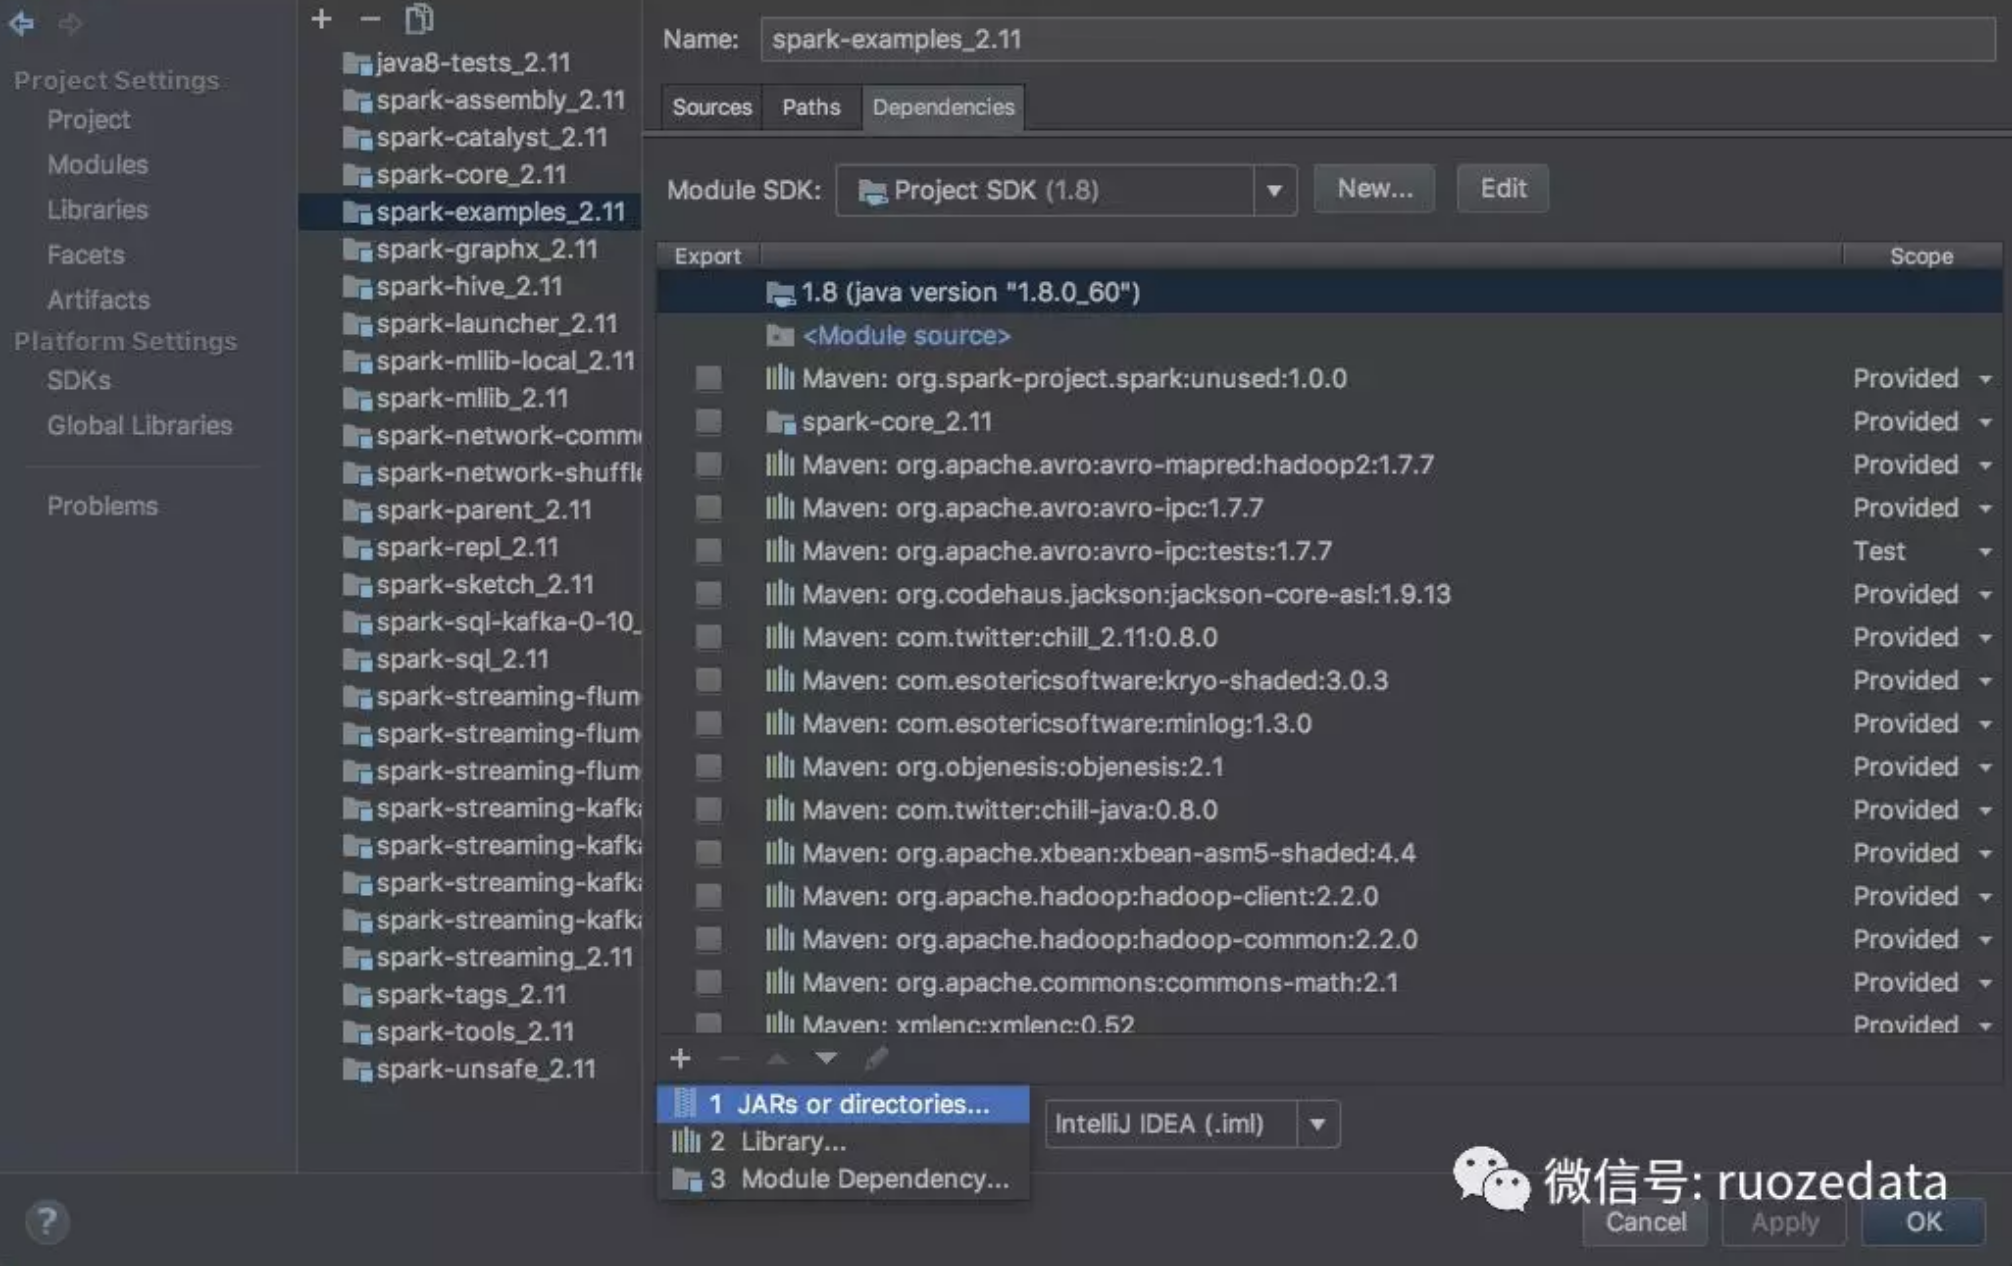 Project Settings
Project
Modules
Libraries
Facets
Artifacts
Platform Settings
SDKs
Global Libraries
Problems
java8-tests_2.11
spark-assembly_2.11
spark-catalyst_2.11
spark-core_2.11
spark-examples_2.11
spark-graphx_2.11
spark-hive_2.11
spark-launcher_2.11
spark-mllib-local_2.11
spark-mllib_2.11
spark-network-comm
spark-network-shuffl
spark-parent_2.11
spark-repl_2.11
spark-sketch_2.11
spark-sql-kafka-0-10_
spark-sql_2.11
spark-streaming-flum
spark-streaming-flum
spark-streaming-flum
spark-streaming-kafk
spark-streaming-kafk
spark-streaming-kafk
spark-streaming-kafk
spark-streaming_2.11
spark-tags_2.11
spark-tools_2.11
spark-unsafe_2.11
Name: spark-examples_2.11
Sources Paths Dependencies
Module SDK: Project SDK (1.8) New... Edit
Export Scope
1.8 (java version "1.8.0_60")
<Module source>
Maven: org.spark-project.spark:unused:1.0.0 Provided
spark-core_2.11 Provided
Maven: org.apache.avro:avro-mapred:hadoop2:1.7.7 Provided
Maven: org.apache.avro:avro-ipc:1.7.7 Provided
Maven: org.apache.avro:avro-ipc:tests:1.7.7 Test
Maven: org.codehaus.jackson:jackson-core-asl:1.9.13 Provided
Maven: com.twitter:chill_2.11:0.8.0 Provided
Maven: com.esotericsoftware:kryo-shaded:3.0.3 Provided
Maven: com.esotericsoftware:minlog:1.3.0 Provided
Maven: org.objenesis:objenesis:2.1 Provided
Maven: com.twitter:chill-java:0.8.0 Provided
Maven: org.apache.xbean:xbean-asm5-shaded:4.4 Provided
Maven: org.apache.hadoop:hadoop-client:2.2.0 Provided
Maven: org.apache.hadoop:hadoop-common:2.2.0 Provided
Maven: org.apache.commons:commons-math:2.1 Provided
Maven: xmlenc:xmlenc:0.52 Provided
1 JARs or directories...
2 Library...
3 Module Dependency...
IntelliJ IDEA (.iml)
微信号: ruozedata
? Cancel Apply OK